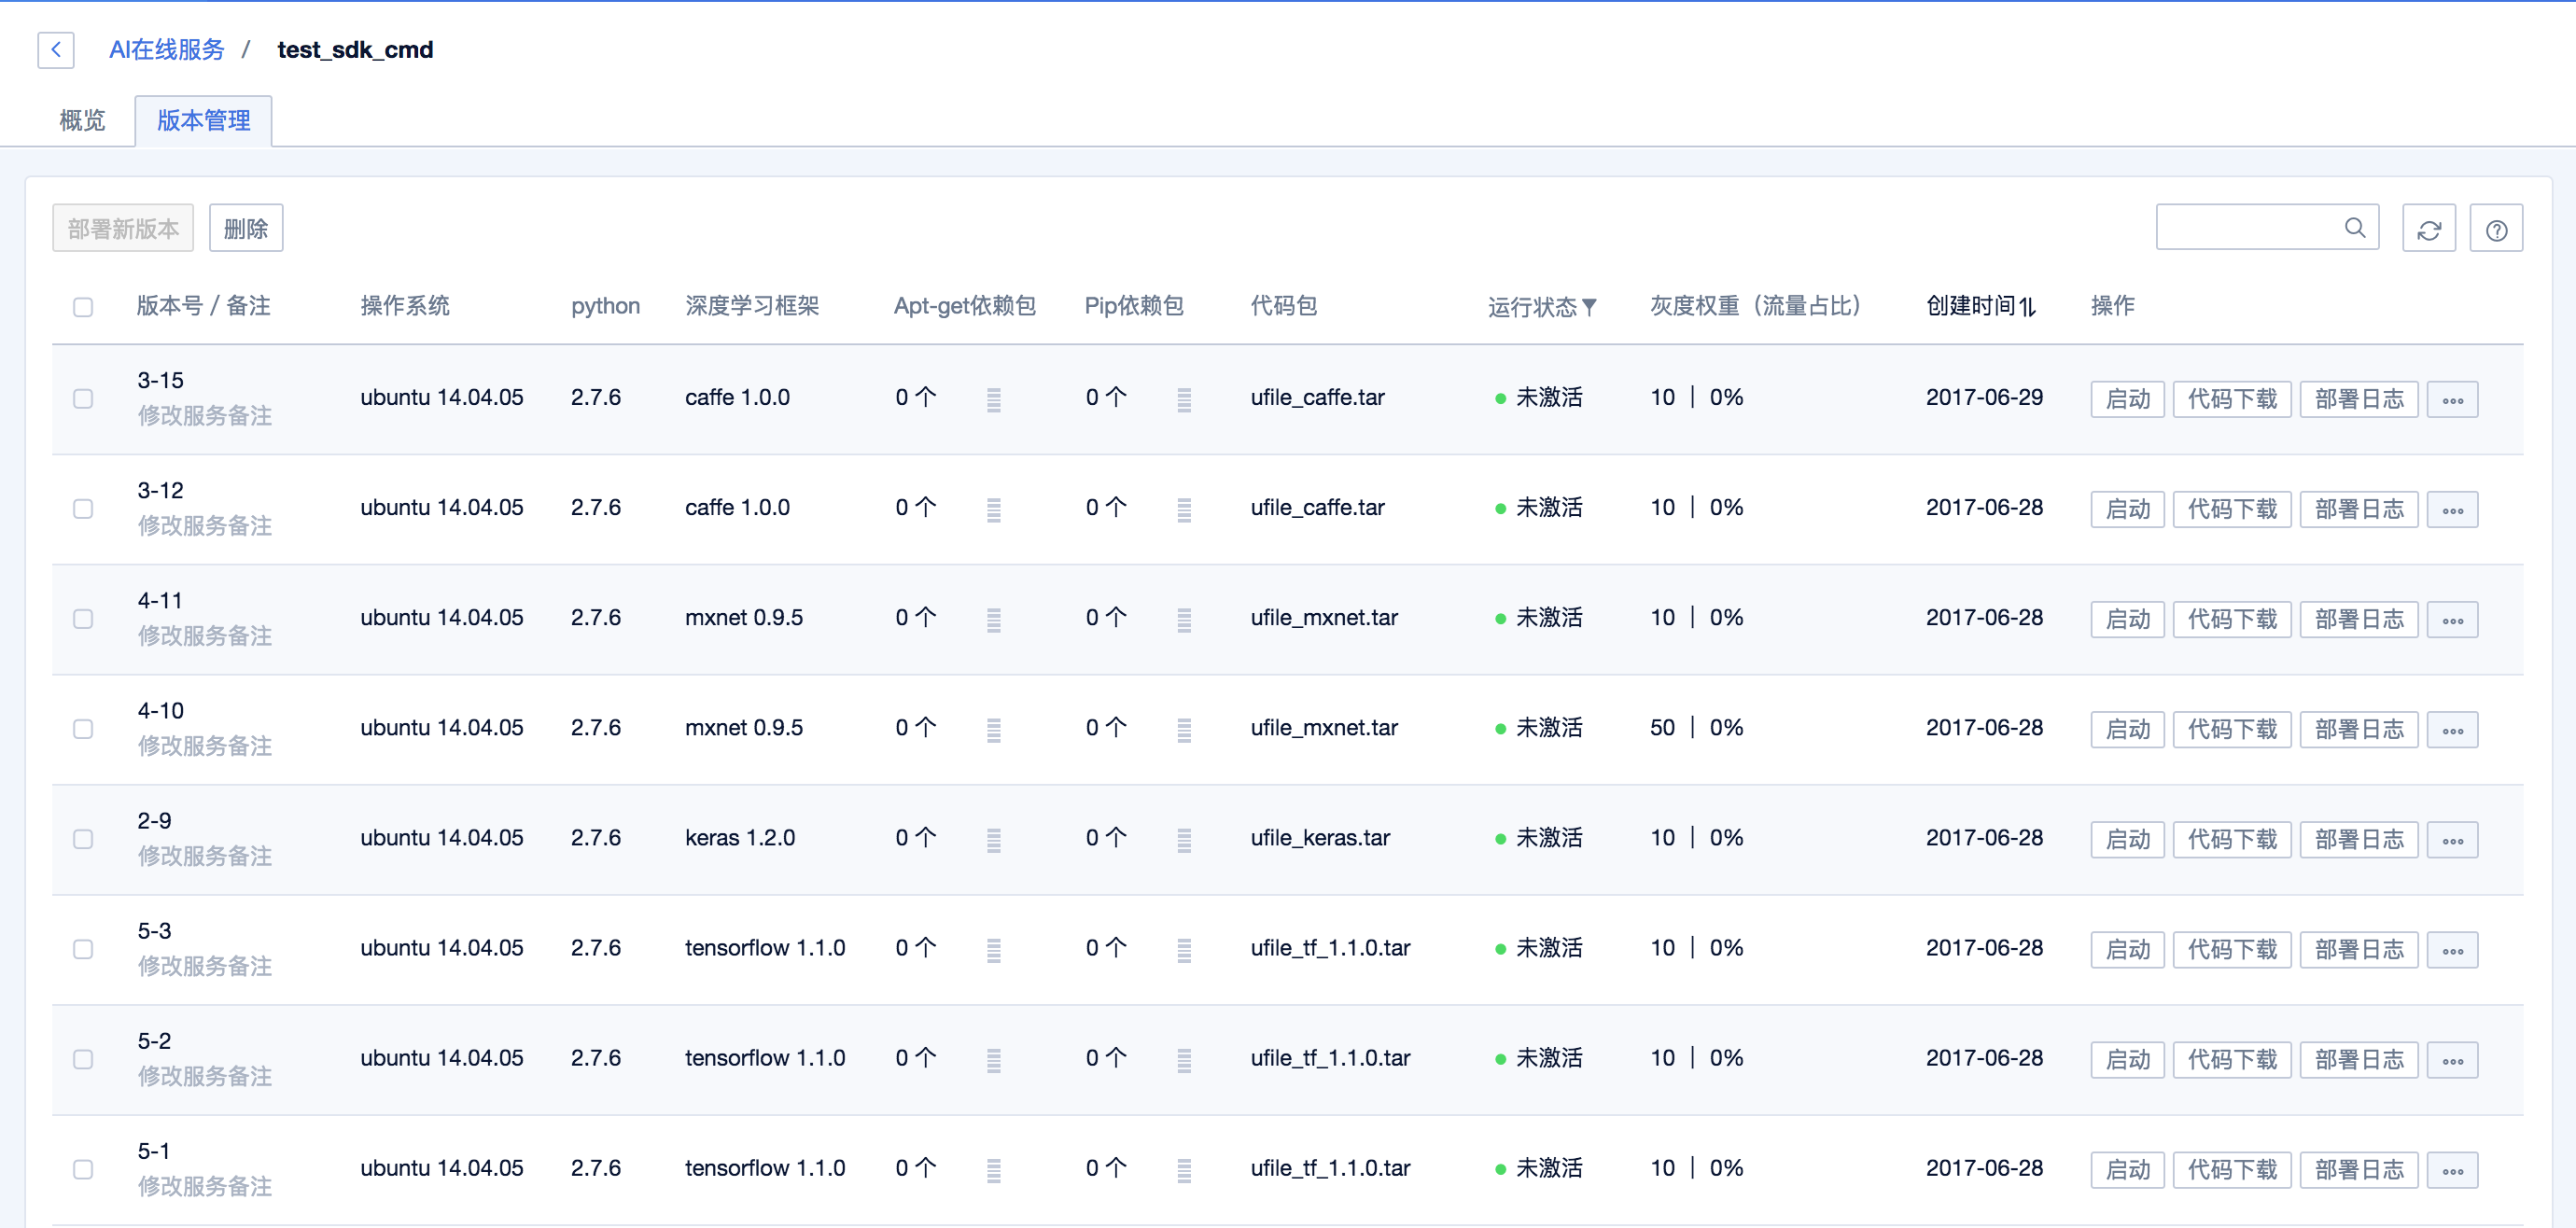 AI在线服务 / test_sdk_cmd
概览 版本管理
部署新版本 删除
版本号 / 备注 操作系统 python 深度学习框架 Apt-get依赖包 Pip依赖包 代码包 运行状态 灰度权重（流量占比） 创建时间 操作
3-15
修改服务备注
ubuntu 14.04.05 2.7.6 caffe 1.0.0 0 个 0 个 ufile_caffe.tar 未激活 10 | 0% 2017-06-29 启动 代码下载 部署日志
3-12
修改服务备注
ubuntu 14.04.05 2.7.6 caffe 1.0.0 0 个 0 个 ufile_caffe.tar 未激活 10 | 0% 2017-06-28 启动 代码下载 部署日志
4-11
修改服务备注
ubuntu 14.04.05 2.7.6 mxnet 0.9.5 0 个 0 个 ufile_mxnet.tar 未激活 10 | 0% 2017-06-28 启动 代码下载 部署日志
4-10
修改服务备注
ubuntu 14.04.05 2.7.6 mxnet 0.9.5 0 个 0 个 ufile_mxnet.tar 未激活 50 | 0% 2017-06-28 启动 代码下载 部署日志
2-9
修改服务备注
ubuntu 14.04.05 2.7.6 keras 1.2.0 0 个 0 个 ufile_keras.tar 未激活 10 | 0% 2017-06-28 启动 代码下载 部署日志
5-3
修改服务备注
ubuntu 14.04.05 2.7.6 tensorflow 1.1.0 0 个 0 个 ufile_tf_1.1.0.tar 未激活 10 | 0% 2017-06-28 启动 代码下载 部署日志
5-2
修改服务备注
ubuntu 14.04.05 2.7.6 tensorflow 1.1.0 0 个 0 个 ufile_tf_1.1.0.tar 未激活 10 | 0% 2017-06-28 启动 代码下载 部署日志
5-1
修改服务备注
ubuntu 14.04.05 2.7.6 tensorflow 1.1.0 0 个 0 个 ufile_tf_1.1.0.tar 未激活 10 | 0% 2017-06-28 启动 代码下载 部署日志